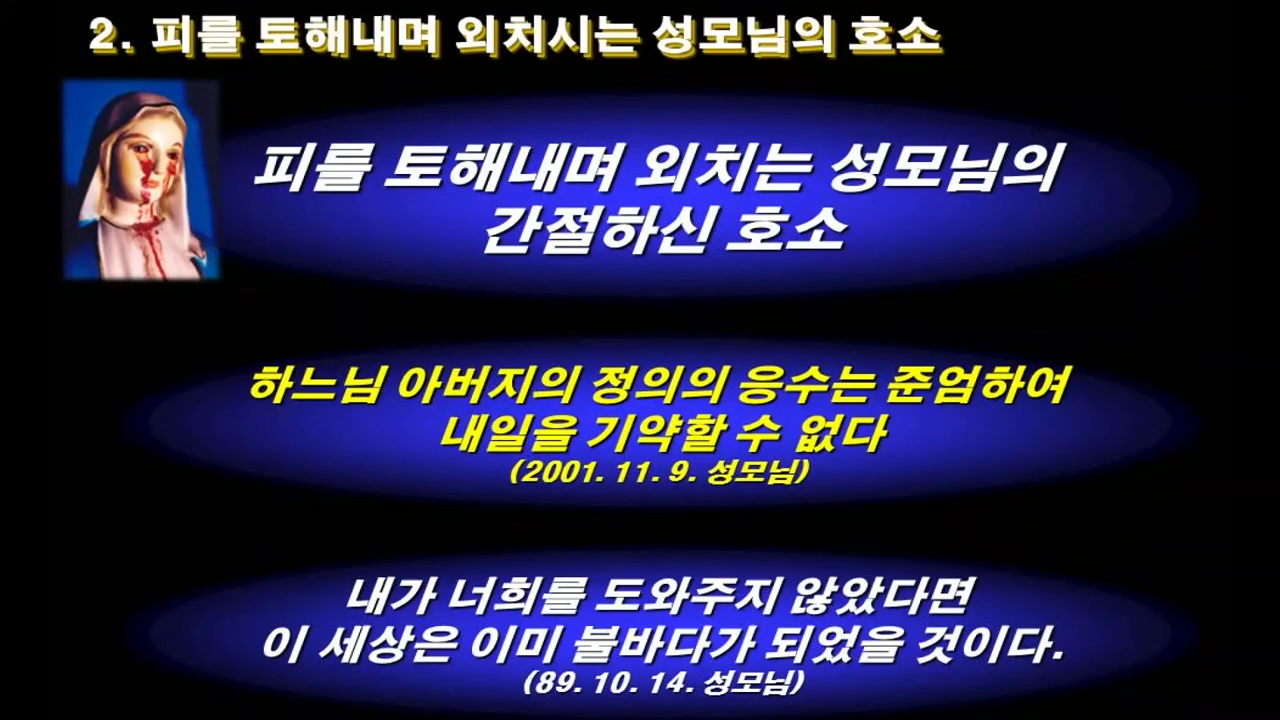 2. 피를 토해내며 외치시는 성모님의 호소
피를 토해내며 외치는 성모님의
간절하신 호소
하느님 아버지의 정의의 응수는 준엄하여
내일을 기약할 수 없다
(2001. 11. 9. 성모님)
내가 너희를 도와주지 않았다면
이 세상은 이미 불바다가 되었을 것이다.
(89. 10. 14. 성모님)